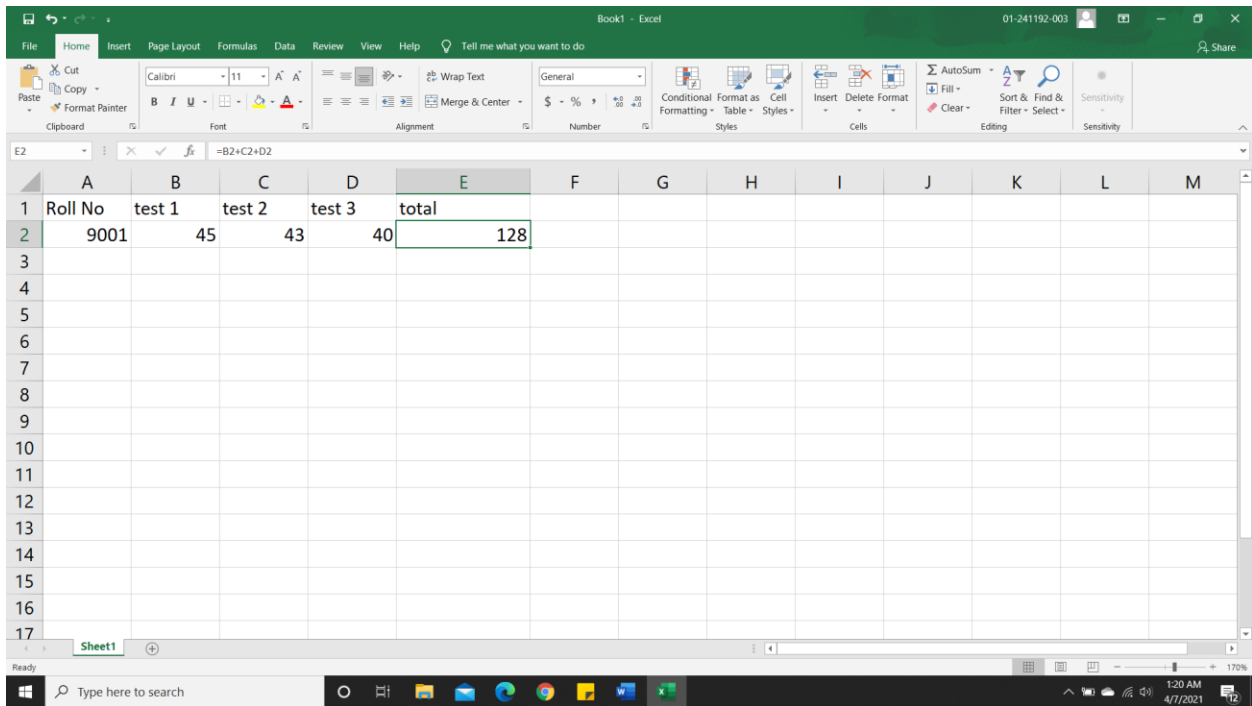 Book1 - Excel
01-241192-003
File Home Insert Page Layout Formulas Data Review View Help Tell me what you want to do
Share
Paste
Cut
Copy
Format Painter
Clipboard
Calibri 11 A A
B I U A
Font
Wrap Text
Merge & Center
Alignment
General
$ % ,
Number
Conditional Formatting
Format as Table
Cell Styles
Styles
Insert Delete Format
Cells
AutoSum
Fill
Clear
Sort & Filter
Find & Select
Editing
Sensitivity
Sensitivity
E2 fx =B2+C2+D2
A B C D E F G H I J K L M
1 Roll No test 1 test 2 test 3 total
2 9001 45 43 40 128
3
4
5
6
7
8
9
10
11
12
13
14
15
16
17
Sheet1
Ready
170%
Type here to search
1:20 AM
4/7/2021
12